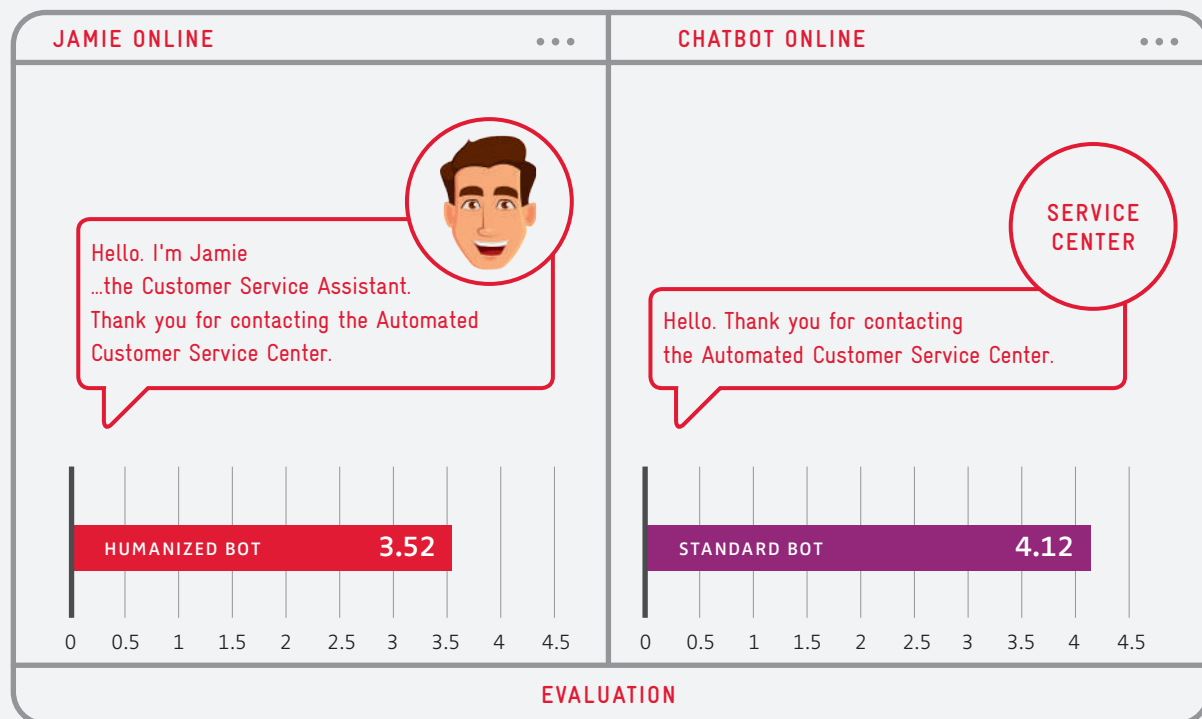 JAMIE ONLINE
Hello. I'm Jamie
...the Customer Service Assistant.
Thank you for contacting the Automated
Customer Service Center.
HUMANIZED BOT 3.52
0 0.5 1 1.5 2 2.5 3 3.5 4 4.5
CHATBOT ONLINE
SERVICE
CENTER
Hello. Thank you for contacting
the Automated Customer Service Center.
STANDARD BOT 4.12
0 0.5 1 1.5 2 2.5 3 3.5 4 4.5
EVALUATION